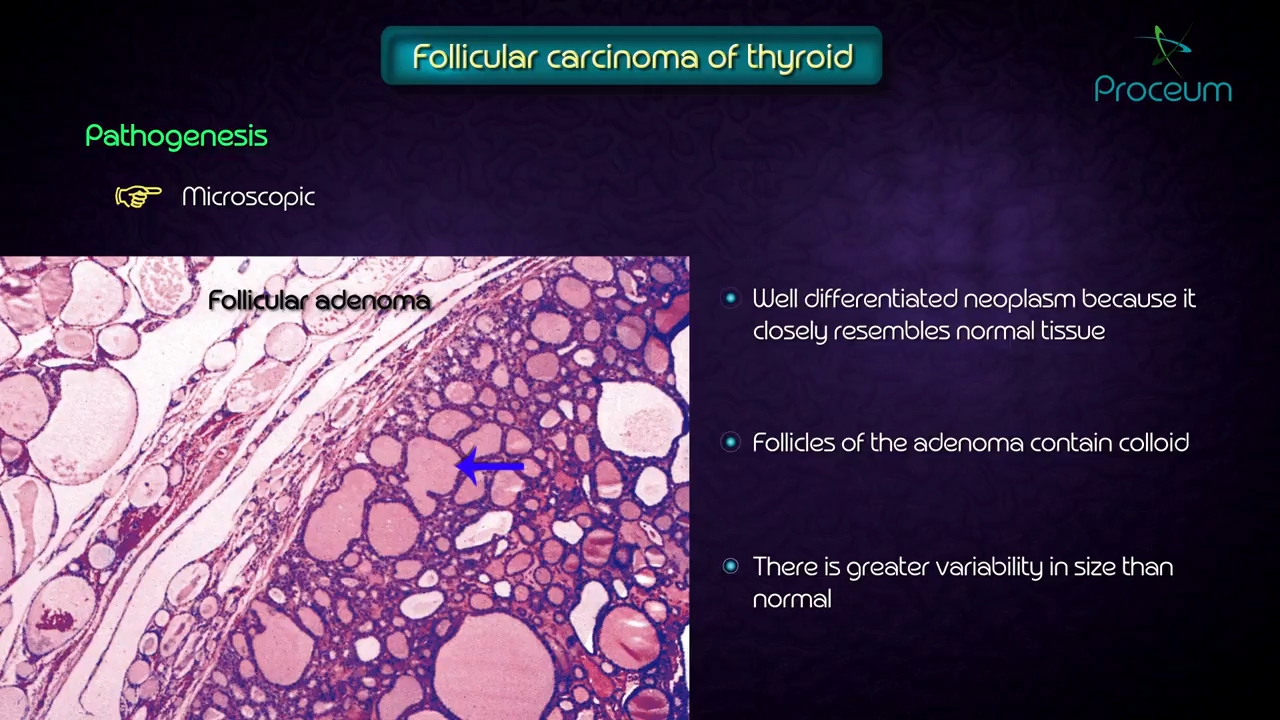 Follicular carcinoma of thyroid
Proceum
Pathogenesis
Microscopic
Follicular adenoma
Well differentiated neoplasm because it
closely resembles normal tissue
Follicles of the adenoma contain colloid
There is greater variability in size than
normal